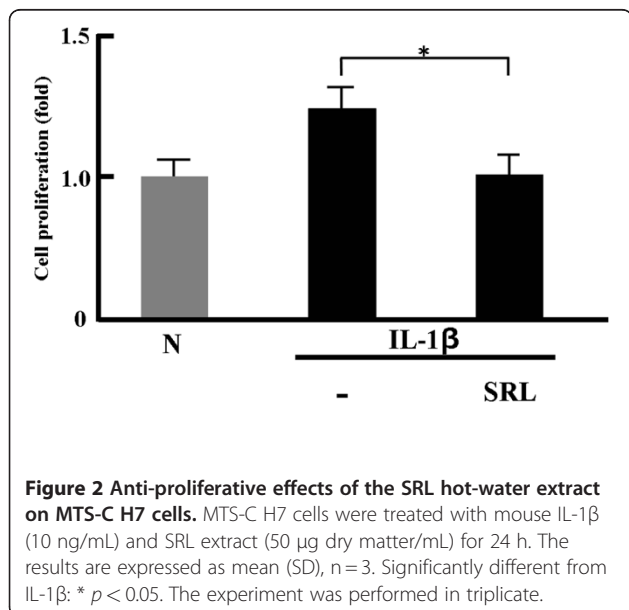 1.5
*
Cell proliferation (fold)
1.0
0
N
IL-1β
-
SRL
Figure 2 Anti-proliferative effects of the SRL hot-water extract
on MTS-C H7 cells. MTS-C H7 cells were treated with mouse IL-1β
(10 ng/mL) and SRL extract (50 μg dry matter/mL) for 24 h. The
results are expressed as mean (SD), n = 3. Significantly different from
IL-1β: * p < 0.05. The experiment was performed in triplicate.